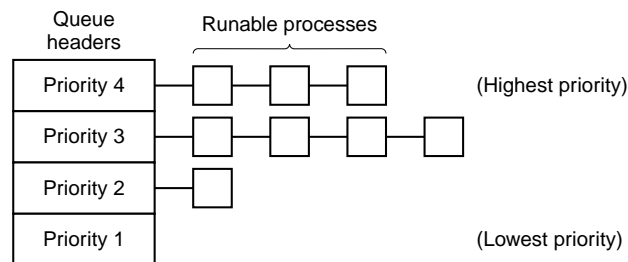 Queue
headers
Runable processes
Priority 4
(Highest priority)
Priority 3
Priority 2
Priority 1
(Lowest priority)